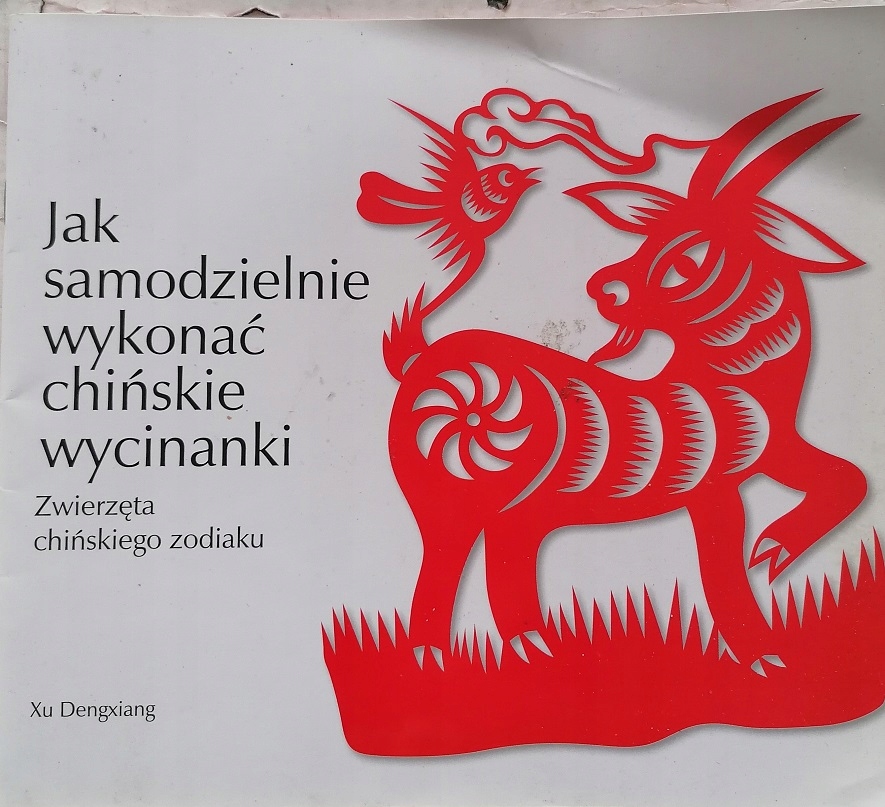 Jak
samodzielnie
wykonać
chińskie
wycinanki
Zwierzęta
chińskiego zodiaku
Xu Dengxiang